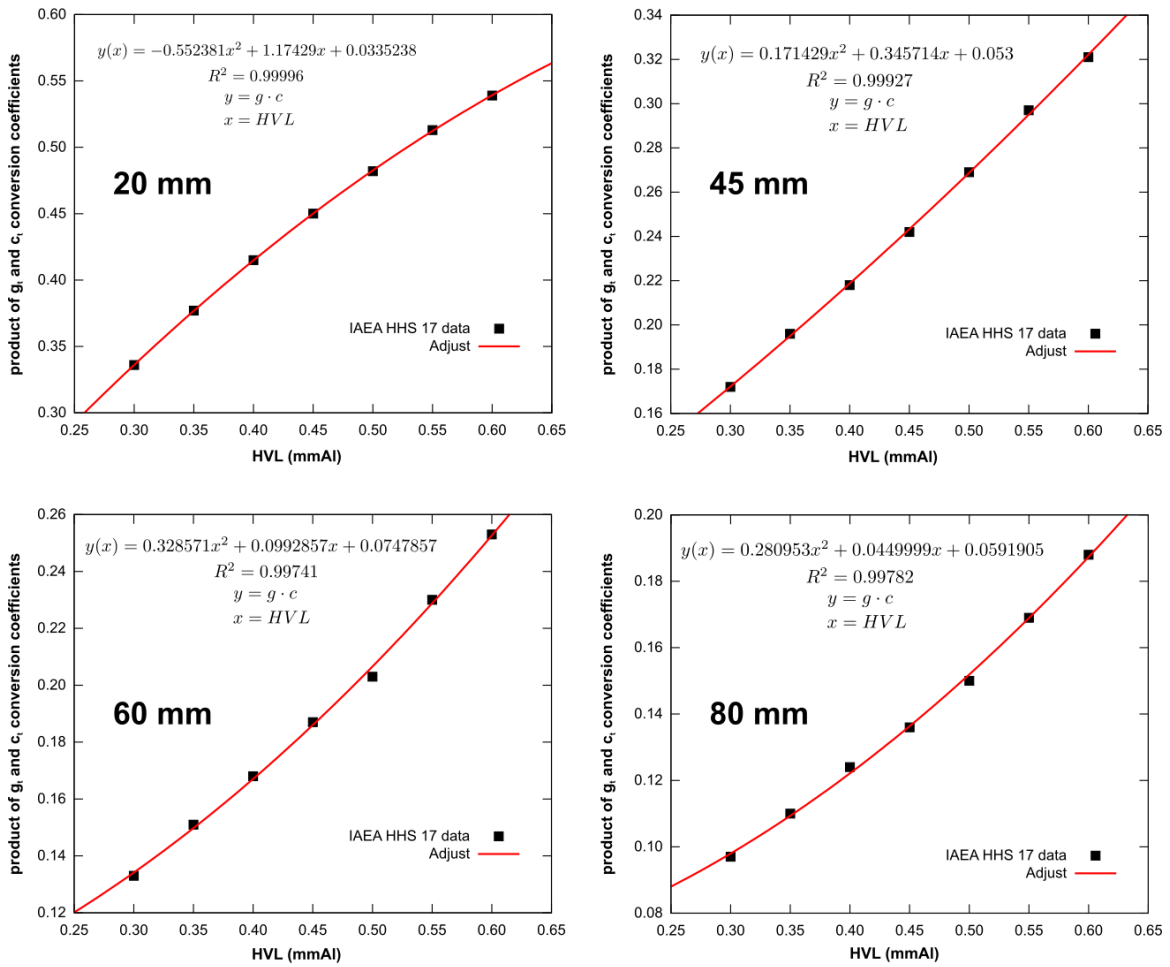 product of gt and ct conversion coefficients
0.60
0.55
0.50
0.45
0.40
0.35
0.30
y(x) = −0.552381x² + 1.17429x + 0.0335238
R² = 0.99996
y = g · c
x = HVL
20 mm
IAEA HHS 17 data
Adjust
0.25 0.30 0.35 0.40 0.45 0.50 0.55 0.60 0.65
HVL (mmAl)
product of gt and ct conversion coefficients
0.34
0.32
0.30
0.28
0.26
0.24
0.22
0.20
0.18
0.16
y(x) = 0.171429x² + 0.345714x + 0.053
R² = 0.99927
y = g · c
x = HVL
45 mm
IAEA HHS 17 data
Adjust
0.25 0.30 0.35 0.40 0.45 0.50 0.55 0.60 0.65
HVL (mmAl)
product of gt and ct conversion coefficients
0.26
0.24
0.22
0.20
0.18
0.16
0.14
0.12
y(x) = 0.328571x² + 0.0992857x + 0.0747857
R² = 0.99741
y = g · c
x = HVL
60 mm
IAEA HHS 17 data
Adjust
0.25 0.30 0.35 0.40 0.45 0.50 0.55 0.60 0.65
HVL (mmAl)
product of gt and ct conversion coefficients
0.20
0.18
0.16
0.14
0.12
0.10
0.08
y(x) = 0.280953x² + 0.0449999x + 0.0591905
R² = 0.99782
y = g · c
x = HVL
80 mm
IAEA HHS 17 data
Adjust
0.25 0.30 0.35 0.40 0.45 0.50 0.55 0.60 0.65
HVL (mmAl)